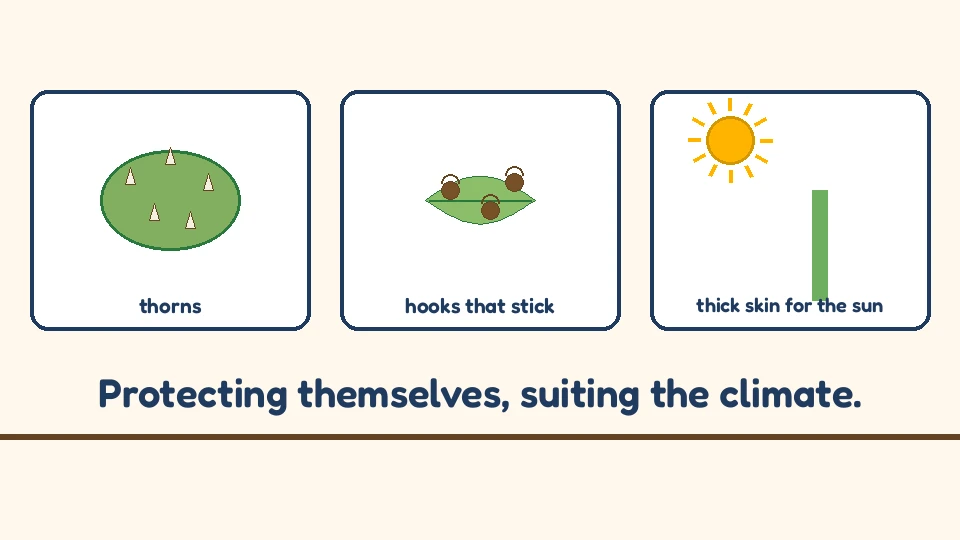 thorns
hooks that stick
thick skin for the sun
Protecting themselves, suiting the climate.